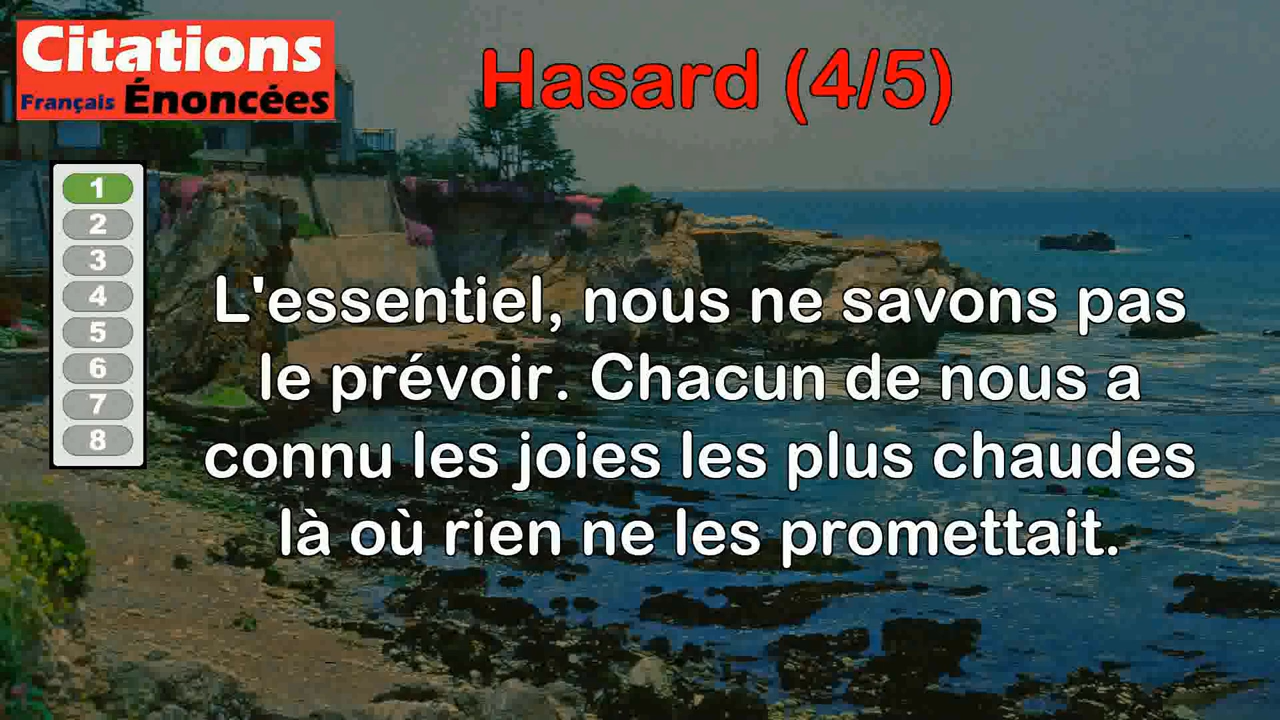 Citations
Français Énoncées
Hasard (4/5)
1
2
3
4
5
6
7
8
L'essentiel, nous ne savons pas
le prévoir. Chacun de nous a
connu les joies les plus chaudes
là où rien ne les promettait.